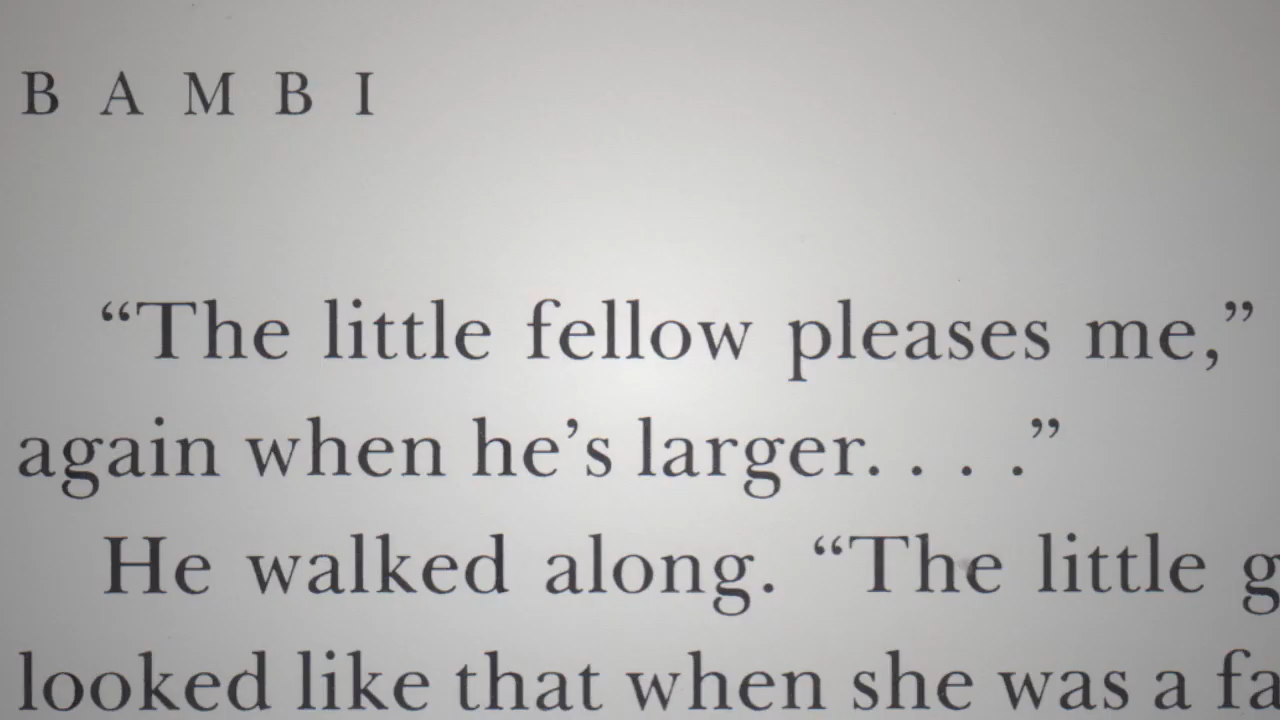 BAMBI
“The little fellow pleases me,”
again when he’s larger. . . .”
He walked along. “The little
looked like that when she was a